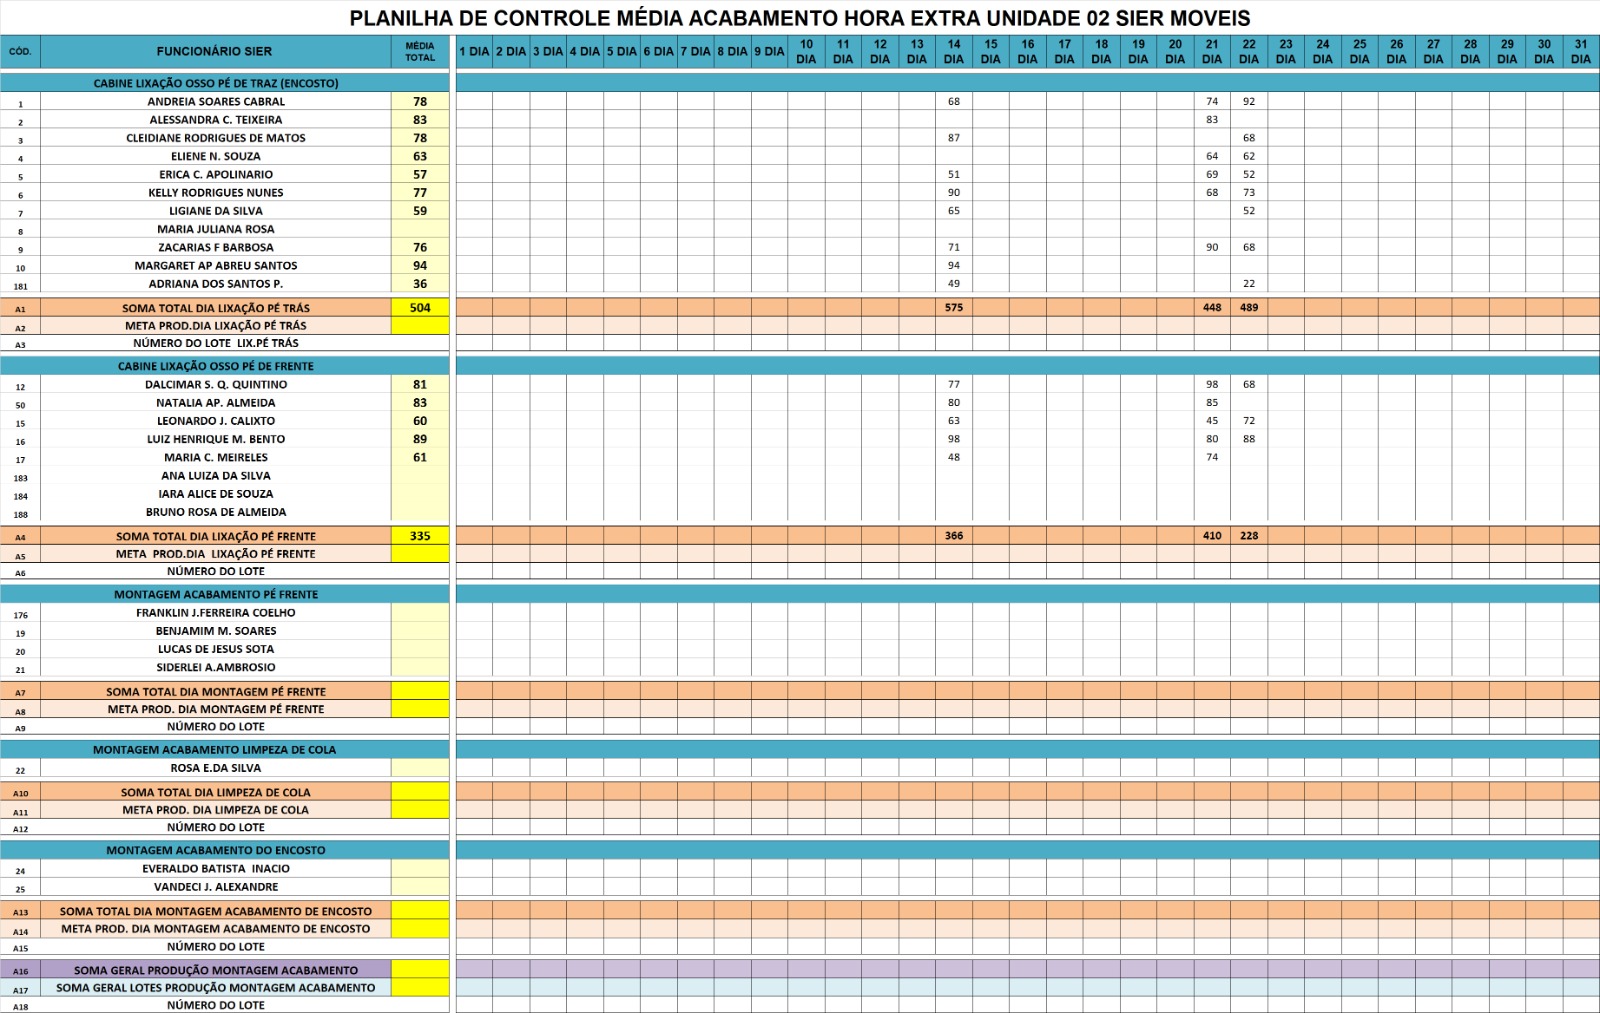 PLANILHA DE CONTROLE MÉDIA ACABAMENTO HORA EXTRA UNIDADE 02 SIER MOVEIS
CÓD. FUNCIONÁRIO SIER MÉDIA TOTAL 1 DIA 2 DIA 3 DIA 4 DIA 5 DIA 6 DIA 7 DIA 8 DIA 9 DIA 10 DIA 11 DIA 12 DIA 13 DIA 14 DIA 15 DIA 16 DIA 17 DIA 18 DIA 19 DIA 20 DIA 21 DIA 22 DIA 23 DIA 24 DIA 25 DIA 26 DIA 27 DIA 28 DIA 29 DIA 30 DIA 31 DIA
CABINE LIXAÇÃO OSSO PÉ DE TRAZ (ENCOSTO)
1 ANDREIA SOARES CABRAL 78 68 74 92
2 ALESSANDRA C. TEIXEIRA 83 83
3 CLEIDIANE RODRIGUES DE MATOS 78 87 68
4 ELIENE N. SOUZA 63 64 62
5 ERICA C. APOLINARIO 57 51 69 52
6 KELLY RODRIGUES NUNES 77 90 68 73
7 LIGIANE DA SILVA 59 65 52
8 MARIA JULIANA ROSA
9 ZACARIAS F BARBOSA 76 71 90 68
10 MARGARET AP ABREU SANTOS 94 94
181 ADRIANA DOS SANTOS P. 36 49 22
A1 SOMA TOTAL DIA LIXAÇÃO PÉ TRÁS 504 575 448 489
A2 META PROD.DIA LIXAÇÃO PÉ TRÁS
A3 NÚMERO DO LOTE LIX.PÉ TRÁS
CABINE LIXAÇÃO OSSO PÉ DE FRENTE
12 DALCIMAR S. Q. QUINTINO 81 77 98 68
50 NATALIA AP. ALMEIDA 83 80 85
15 LEONARDO J. CALIXTO 60 63 45 72
16 LUIZ HENRIQUE M. BENTO 89 98 80 88
17 MARIA C. MEIRELES 61 48 74
183 ANA LUIZA DA SILVA
184 IARA ALICE DE SOUZA
188 BRUNO ROSA DE ALMEIDA
A4 SOMA TOTAL DIA LIXAÇÃO PÉ FRENTE 335 366 410 228
A5 META PROD.DIA LIXAÇÃO PÉ FRENTE
A6 NÚMERO DO LOTE
MONTAGEM ACABAMENTO PÉ FRENTE
176 FRANKLIN J.FERREIRA COELHO
19 BENJAMIM M. SOARES
20 LUCAS DE JESUS SOTA
21 SIDERLEI A.AMBROSIO
A7 SOMA TOTAL DIA MONTAGEM PÉ FRENTE
A8 META PROD. DIA MONTAGEM PÉ FRENTE
A9 NÚMERO DO LOTE
MONTAGEM ACABAMENTO LIMPEZA DE COLA
22 ROSA E.DA SILVA
A10 SOMA TOTAL DIA LIMPEZA DE COLA
A11 META PROD. DIA LIMPEZA DE COLA
A12 NÚMERO DO LOTE
MONTAGEM ACABAMENTO DO ENCOSTO
24 EVERALDO BATISTA INACIO
25 VANDECI J. ALEXANDRE
A13 SOMA TOTAL DIA MONTAGEM ACABAMENTO DE ENCOSTO
A14 META PROD. DIA MONTAGEM ACABAMENTO DE ENCOSTO
A15 NÚMERO DO LOTE
A16 SOMA GERAL PRODUÇÃO MONTAGEM ACABAMENTO
A17 SOMA GERAL LOTES PRODUÇÃO MONTAGEM ACABAMENTO
A18 NÚMERO DO LOTE